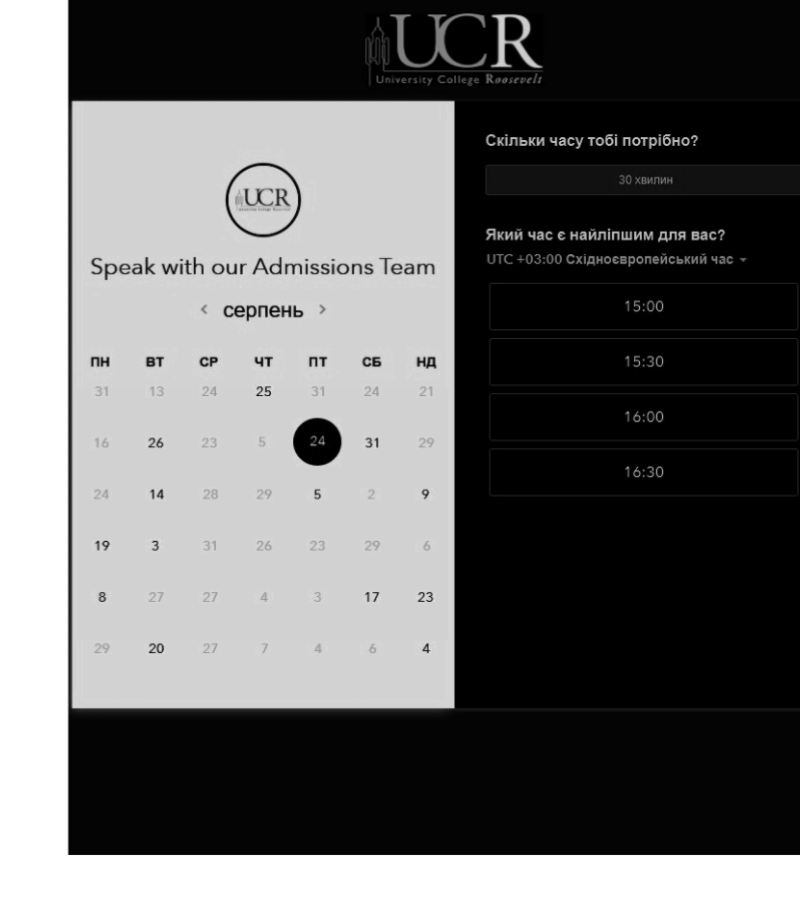 UCR
University College Roosevelt
UCR
Speak with our Admissions Team
< серпень >
ПН ВТ СР ЧТ ПТ СБ НД
31 13 24 25 31 24 21
16 26 23 5 24 31 29
24 14 28 29 5 2 9
19 3 31 26 23 29 6
8 27 27 4 3 17 23
29 20 27 7 4 6 4
Скільки часу тобі потрібно?
30 хвилин
Який час є найліпшим для вас?
UTC +03:00 Східноєвропейський час
15:00
15:30
16:00
16:30